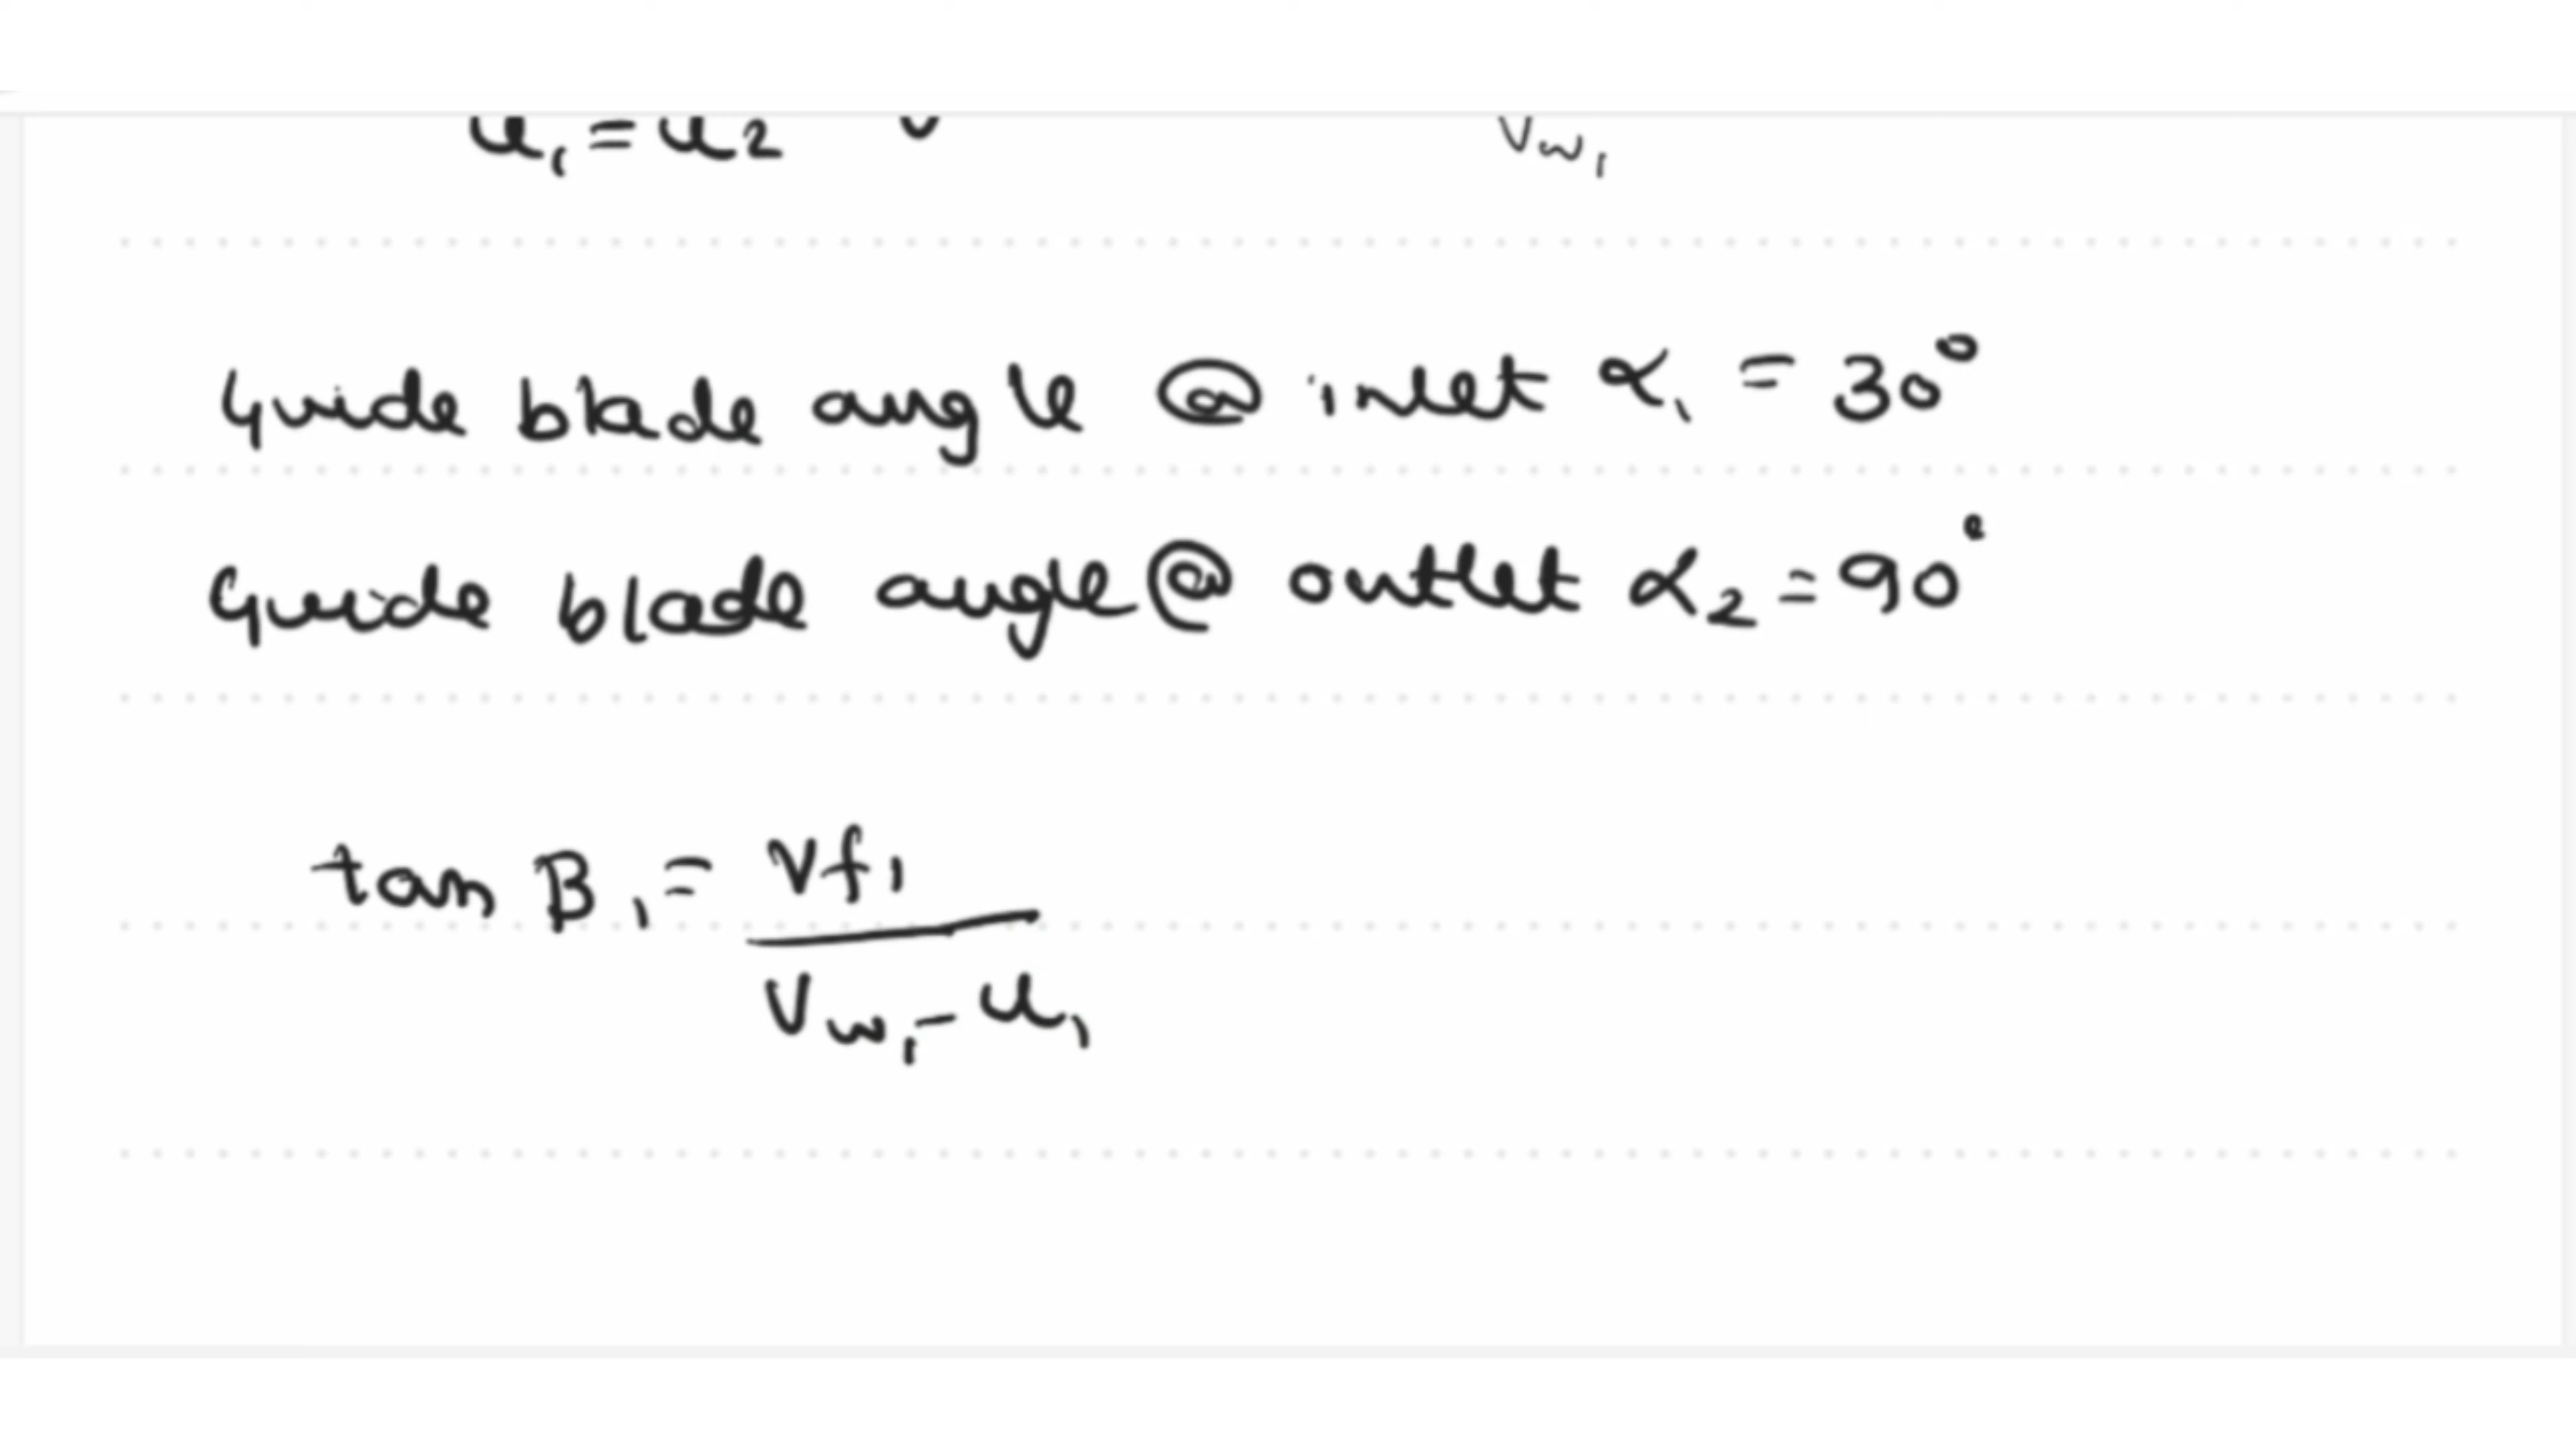 u₁ = u₂
Vw₁
Guide blade angle @ inlet α₁ = 30°
Guide blade angle @ outlet α₂ = 90°
tan B₁ = Vf₁
Vw₁ - u₁